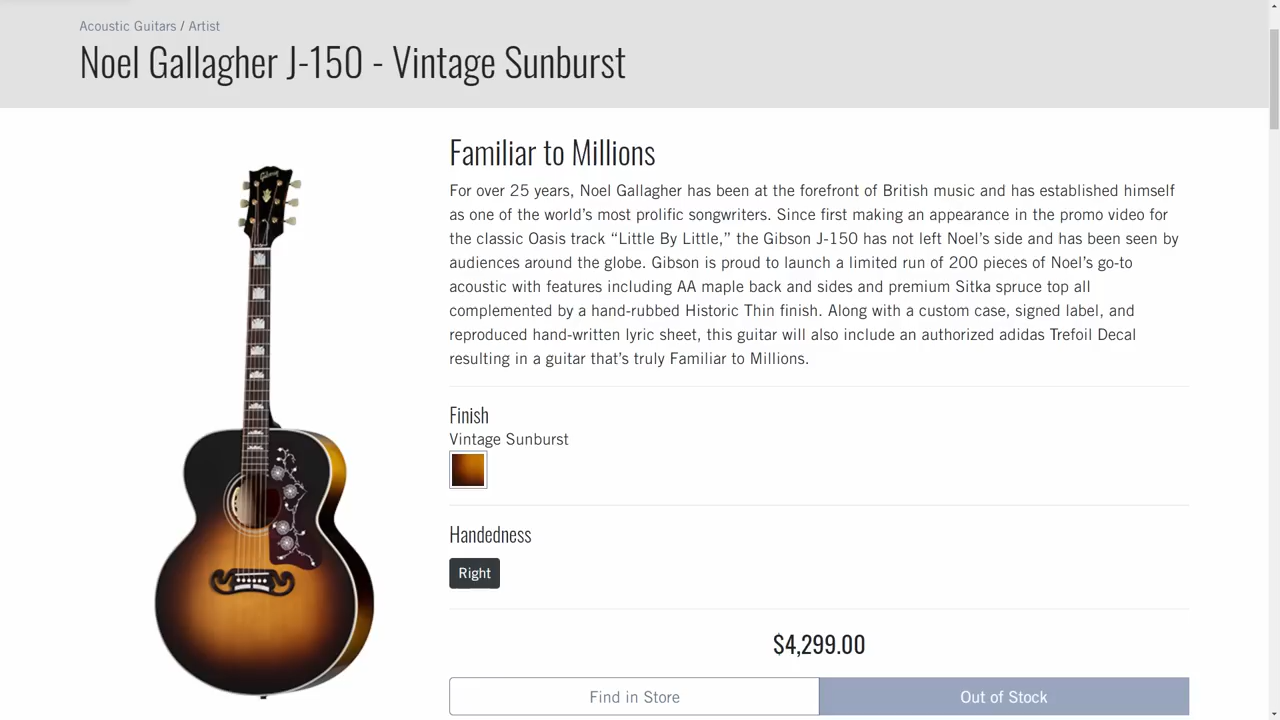 Acoustic Guitars / Artist
Noel Gallagher J-150 - Vintage Sunburst
Gibson
Familiar to Millions
For over 25 years, Noel Gallagher has been at the forefront of British music and has established himself
as one of the world’s most prolific songwriters. Since first making an appearance in the promo video for
the classic Oasis track “Little By Little,” the Gibson J-150 has not left Noel’s side and has been seen by
audiences around the globe. Gibson is proud to launch a limited run of 200 pieces of Noel’s go-to
acoustic with features including AA maple back and sides and premium Sitka spruce top all
complemented by a hand-rubbed Historic Thin finish. Along with a custom case, signed label, and
reproduced hand-written lyric sheet, this guitar will also include an authorized adidas Trefoil Decal
resulting in a guitar that’s truly Familiar to Millions.
Finish
Vintage Sunburst
Handedness
Right
$4,299.00
Find in Store
Out of Stock